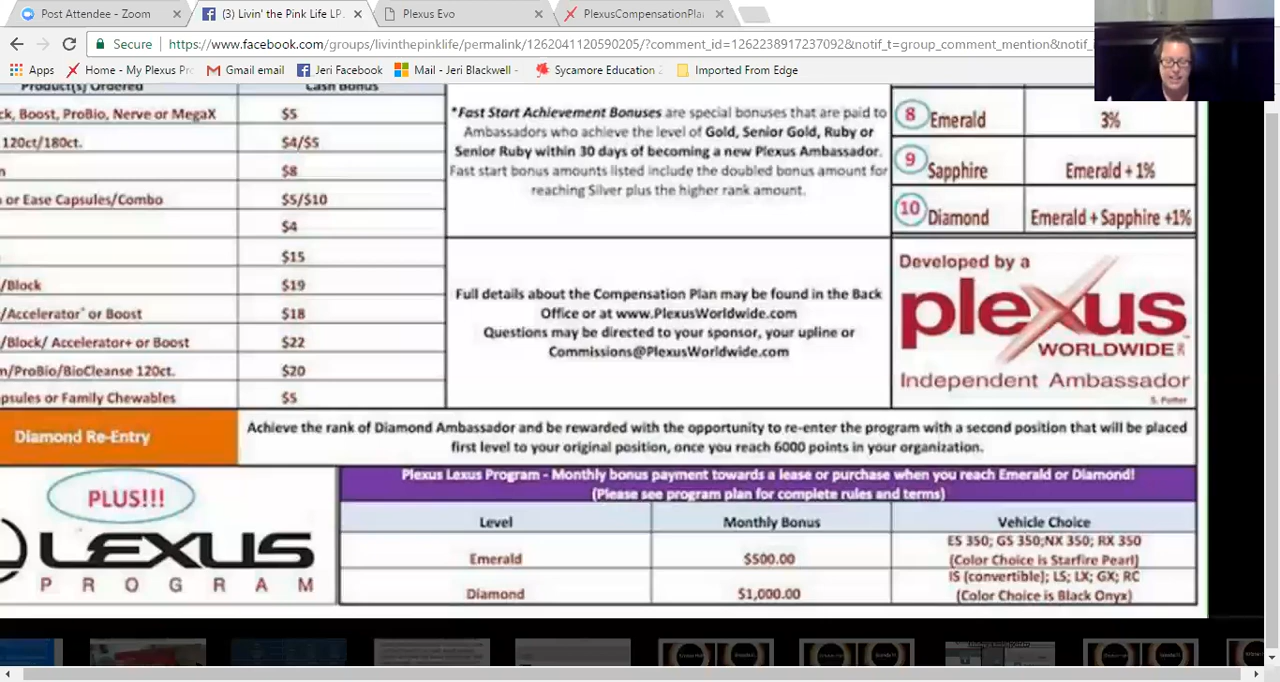 Post Attendee - Zoom
(3) Livin' the Pink Life LP
Plexus Evo
PlexusCompensationPla
Secure
https://www.facebook.com/groups/livinthepinklife/permalink/1262041120590205/?comment_id=1262238917237092&notif_t=group_comment_mention&notif_i
Apps
Home - My Plexus Pr
Gmail email
Jeri Facebook
Mail - JeriBlackwell -
Sycamore Education
Imported From Edge
Product(s) Ordered
Cash Bonus
ck, Boost, ProBio, Nerve or MegaX
$5
120ct/180ct.
$4/$5
$8
or Ease Capsules/Combo
$5/$10
$4
$15
/Block
$19
/Accelerator+ or Boost
$18
/Block/ Accelerator+ or Boost
$22
m/ProBio/BioCleanse 120ct.
$20
psules or Family Chewables
$5
*Fast Start Achievement Bonuses are special bonuses that are paid to
Ambassadors who achieve the level of Gold, Senior Gold, Ruby or
Senior Ruby within 30 days of becoming a new Plexus Ambassador.
Fast start bonus amounts listed include the doubled bonus amount for
reaching Silver plus the higher rank amount.
Full details about the Compensation Plan may be found in the Back
Office or at www.PlexusWorldwide.com
Questions may be directed to your sponsor, your upline or
Commissions@PlexusWorldwide.com
8 Emerald
3%
9 Sapphire
Emerald + 1%
10 Diamond
Emerald + Sapphire +1%
Developed by a
plexus
WORLDWIDE
Independent Ambassador
S. Potter
Diamond Re-Entry
Achieve the rank of Diamond Ambassador and be rewarded with the opportunity to re-enter the program with a second position that will be placed
first level to your original position, once you reach 6000 points in your organization.
PLUS!!!
LEXUS
PROGRAM
Plexus Lexus Program - Monthly bonus payment towards a lease or purchase when you reach Emerald or Diamond!
(Please see program plan for complete rules and terms)
Level
Monthly Bonus
Vehicle Choice
Emerald
$500.00
ES 350; GS 350;NX 350; RX 350
(Color Choice is Starfire Pearl)
Diamond
$1,000.00
IS (convertible); LS; LX; GX; RC
(Color Choice is Black Onyx)